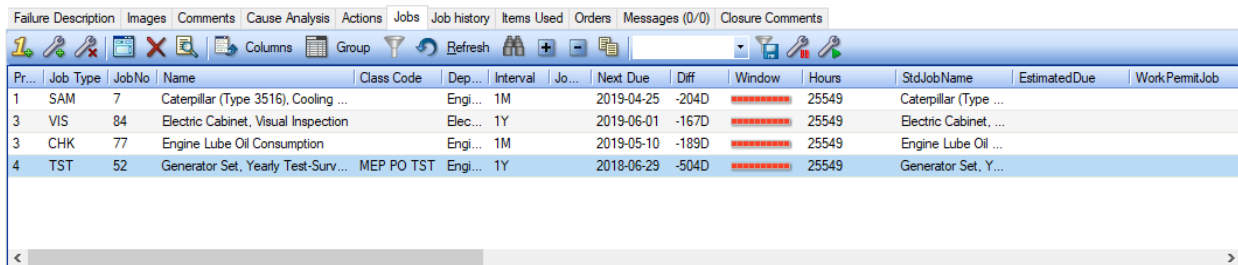 Failure Description Images Comments Cause Analysis Actions Jobs Job history Items Used Orders Messages (0/0) Closure Comments
1 Columns Group Refresh
Pr... Job Type JobNo Name Class Code Dep... Interval Jo... Next Due Diff Window Hours StdJobName EstimatedDue WorkPermitJob
1 SAM 7 Caterpillar (Type 3516), Cooling ... Engi... 1M 2019-04-25 -204D 25549 Caterpillar (Type ...
3 VIS 84 Electric Cabinet, Visual Inspection Elec... 1Y 2019-06-01 -167D 25549 Electric Cabinet, ...
3 CHK 77 Engine Lube Oil Consumption Engi... 1M 2019-05-10 -189D 25549 Engine Lube Oil ...
4 TST 52 Generator Set, Yearly Test-Surv... MEP PO TST Engi... 1Y 2018-06-29 -504D 25549 Generator Set, Y...